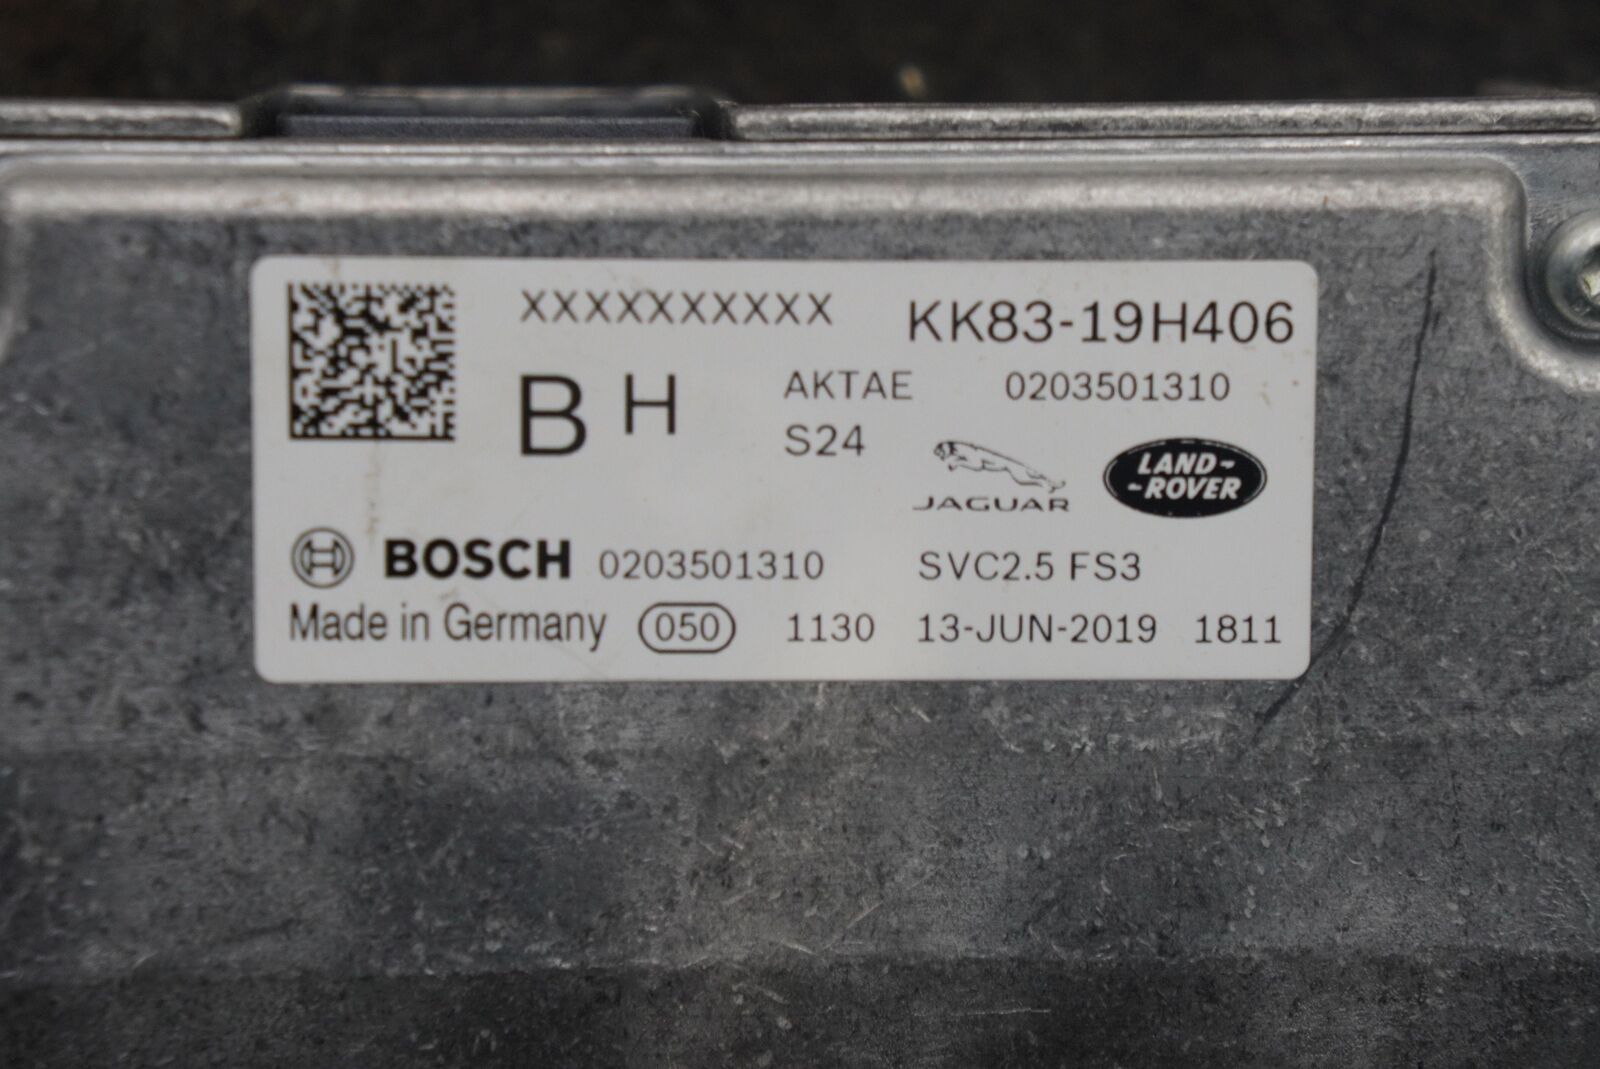 XXXXXXXXXX KK83-19H406
B H AKTAE 0203501310
S24
JAGUAR LAND-
-ROVER
BOSCH 0203501310 SVC2.5 FS3
Made in Germany 050 1130 13-JUN-2019 1811